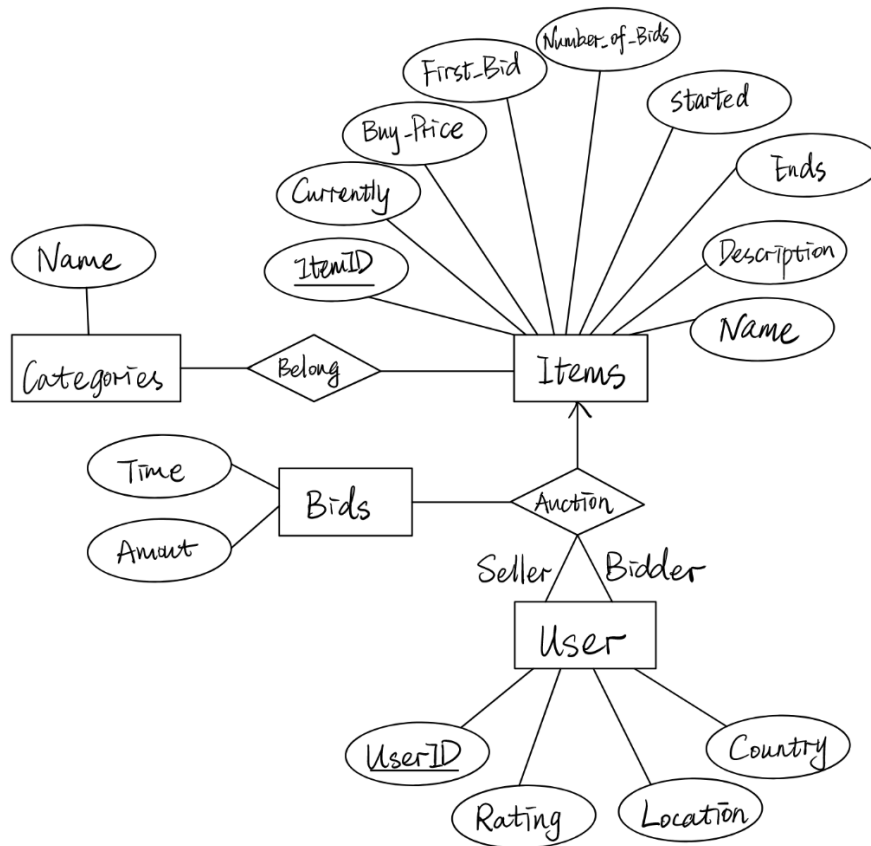 Number_of_Bids
First_Bid
Started
Buy_Price
Ends
Currently
Name
Description
ItemID
Name
Categories
Belong
Items
Time
Bids
Auction
Amout
Seller
Bidder
User
UserID
Country
Rating
Location